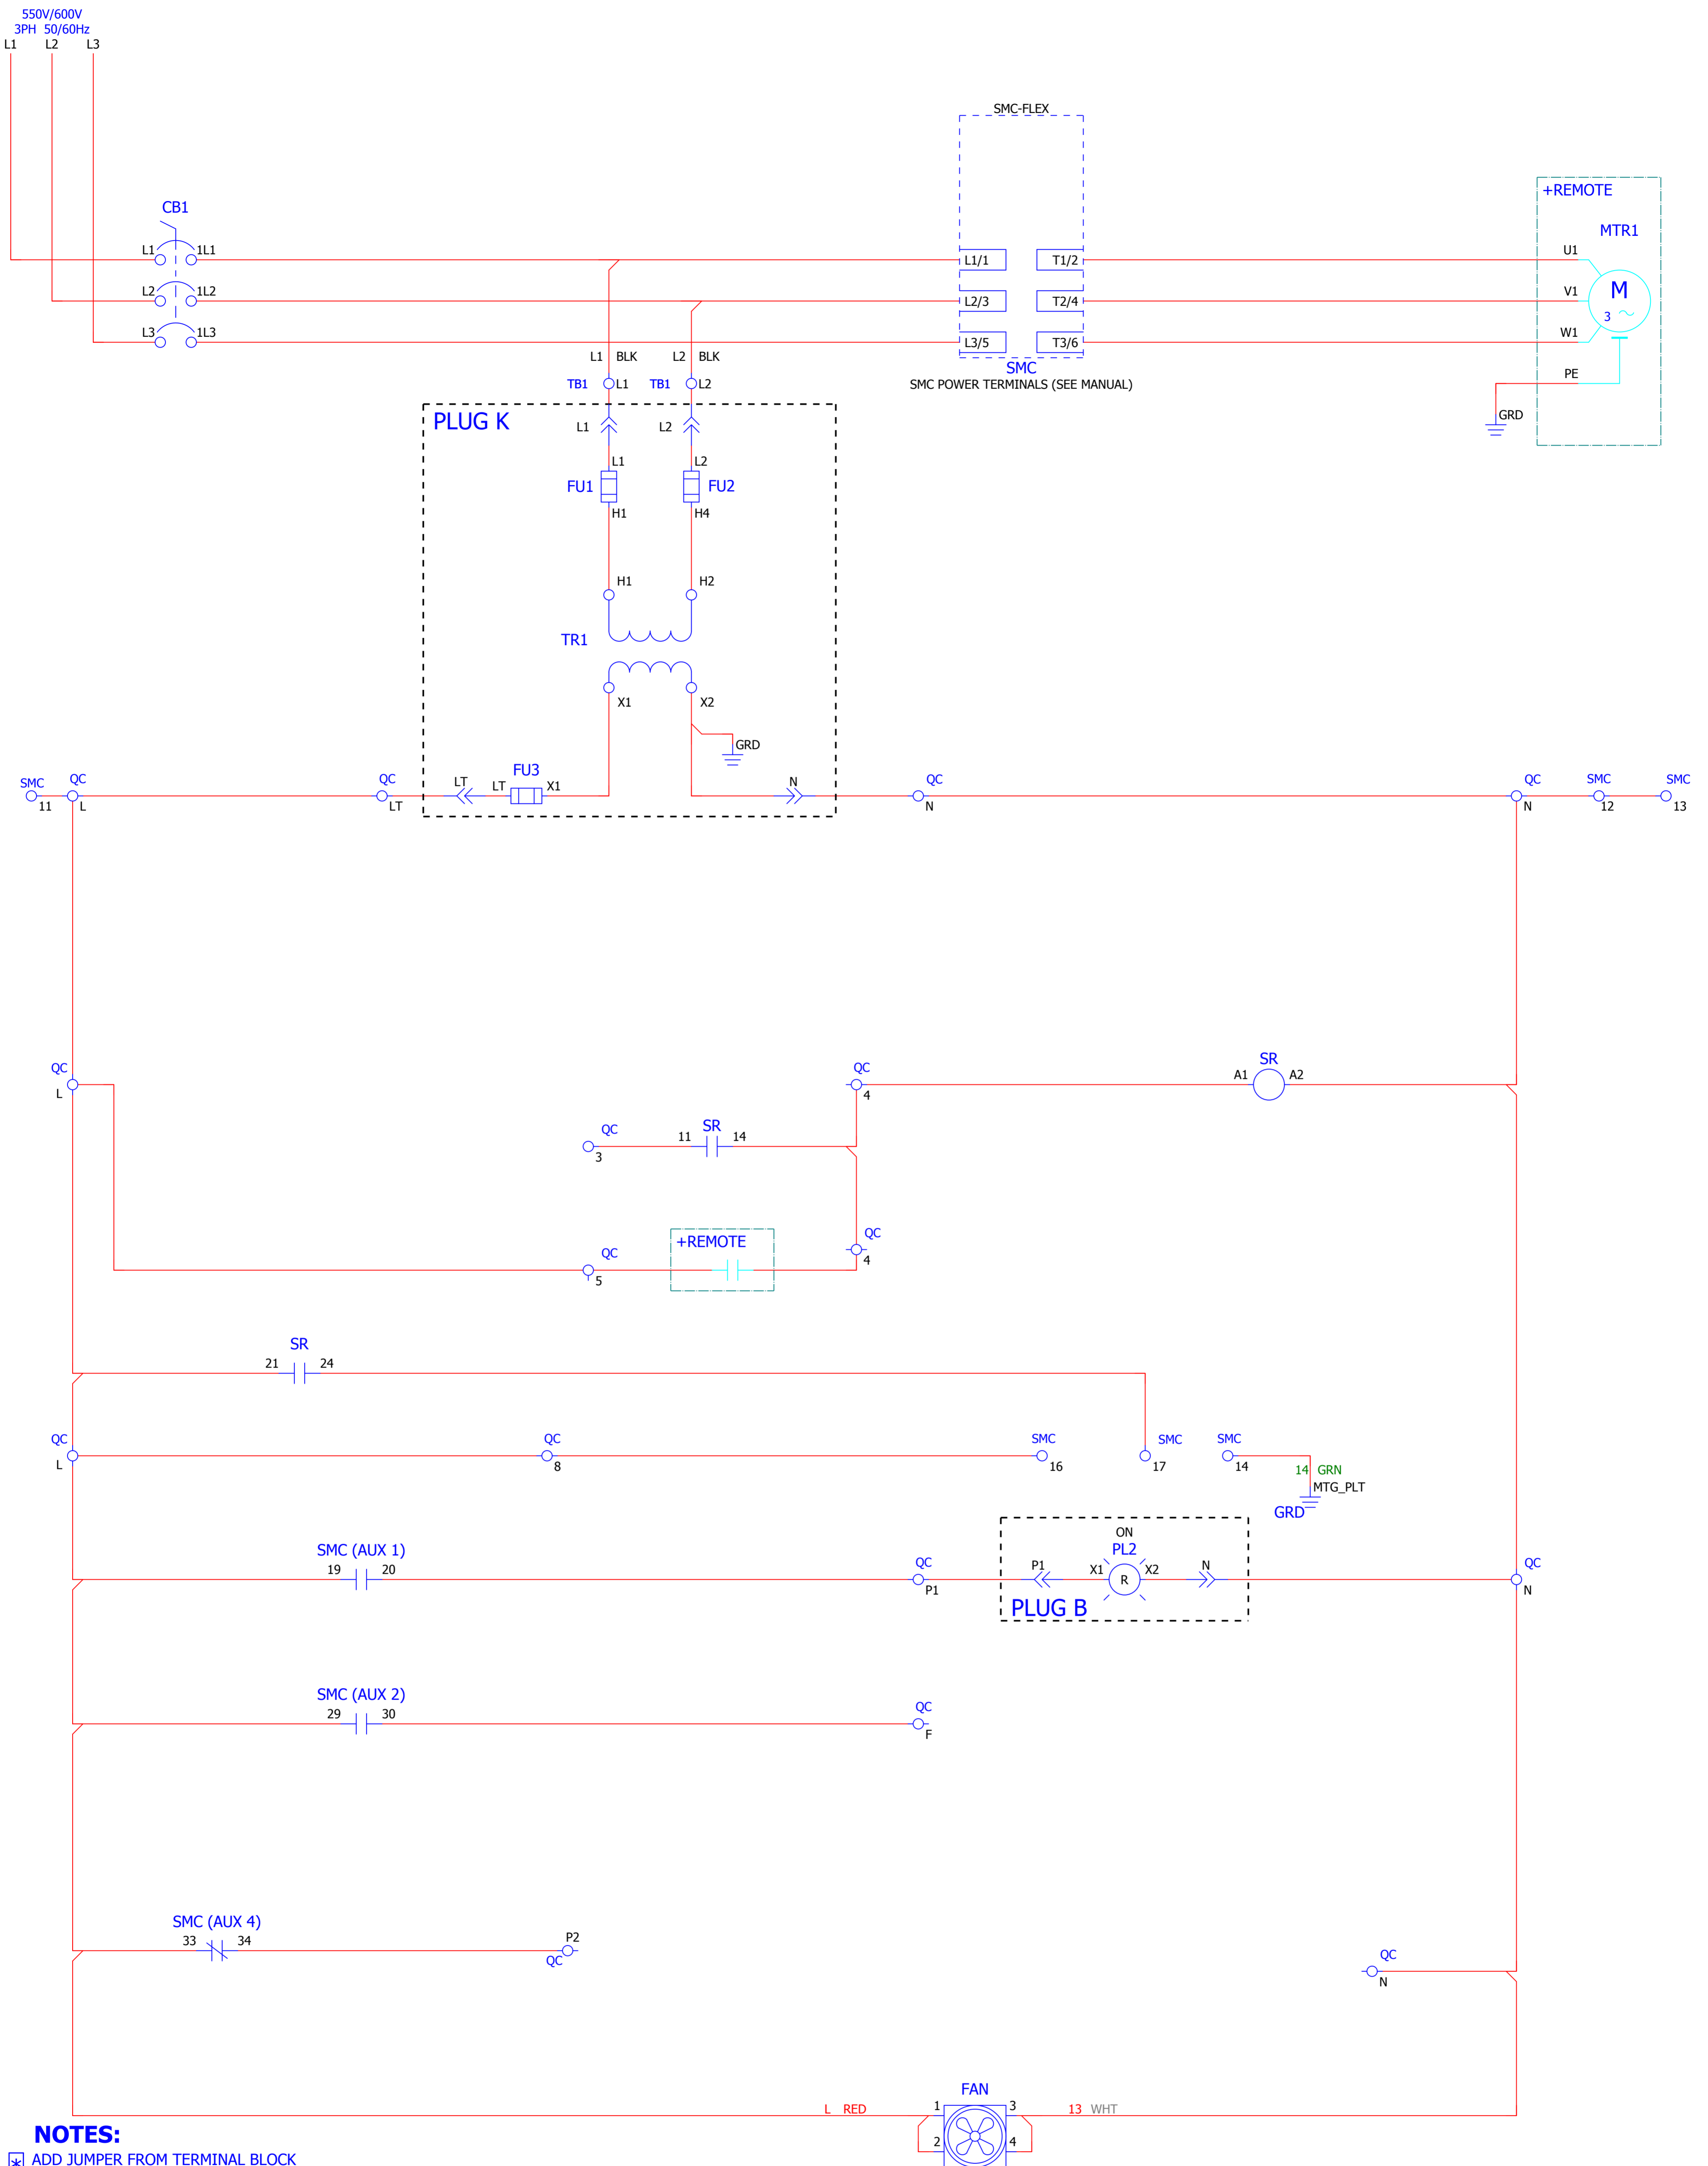 550V/600V
3PH 50/60Hz
L1 L2 L3
SMC-FLEX
+REMOTE
CB1
MTR1
L1 1L1
L1/1 T1/2
U1
L2 1L2
L2/3 T2/4
V1
M
3
L3 1L3
L3/5 T3/6
W1
L1 BLK L2 BLK
SMC
PE
TB1 L1 TB1 L2
SMC POWER TERMINALS (SEE MANUAL)
GRD
PLUG K
L1 L2
L1 L2
FU1 FU2
H1 H4
H1 H2
TR1
X1 X2
GRD
FU3
SMC QC QC LT LT X1 N QC QC SMC SMC
11 L LT N N 12 13
QC QC SR
L 4 A1 A2
QC SR
3 11 14
QC +REMOTE QC
5 4
SR
21 24
QC QC SMC SMC SMC
L 8 16 17 14
14 GRN
MTG_PLT
GRD
ON
SMC (AUX 1) PL2
19 20 QC P1 X1 R X2 N QC
P1 N
PLUG B
SMC (AUX 2)
29 30 QC
F
SMC (AUX 4)
33 34 P2
QC
QC
N
FAN
L RED 1 3 13 WHT
2 4
NOTES:
* ADD JUMPER FROM TERMINAL BLOCK